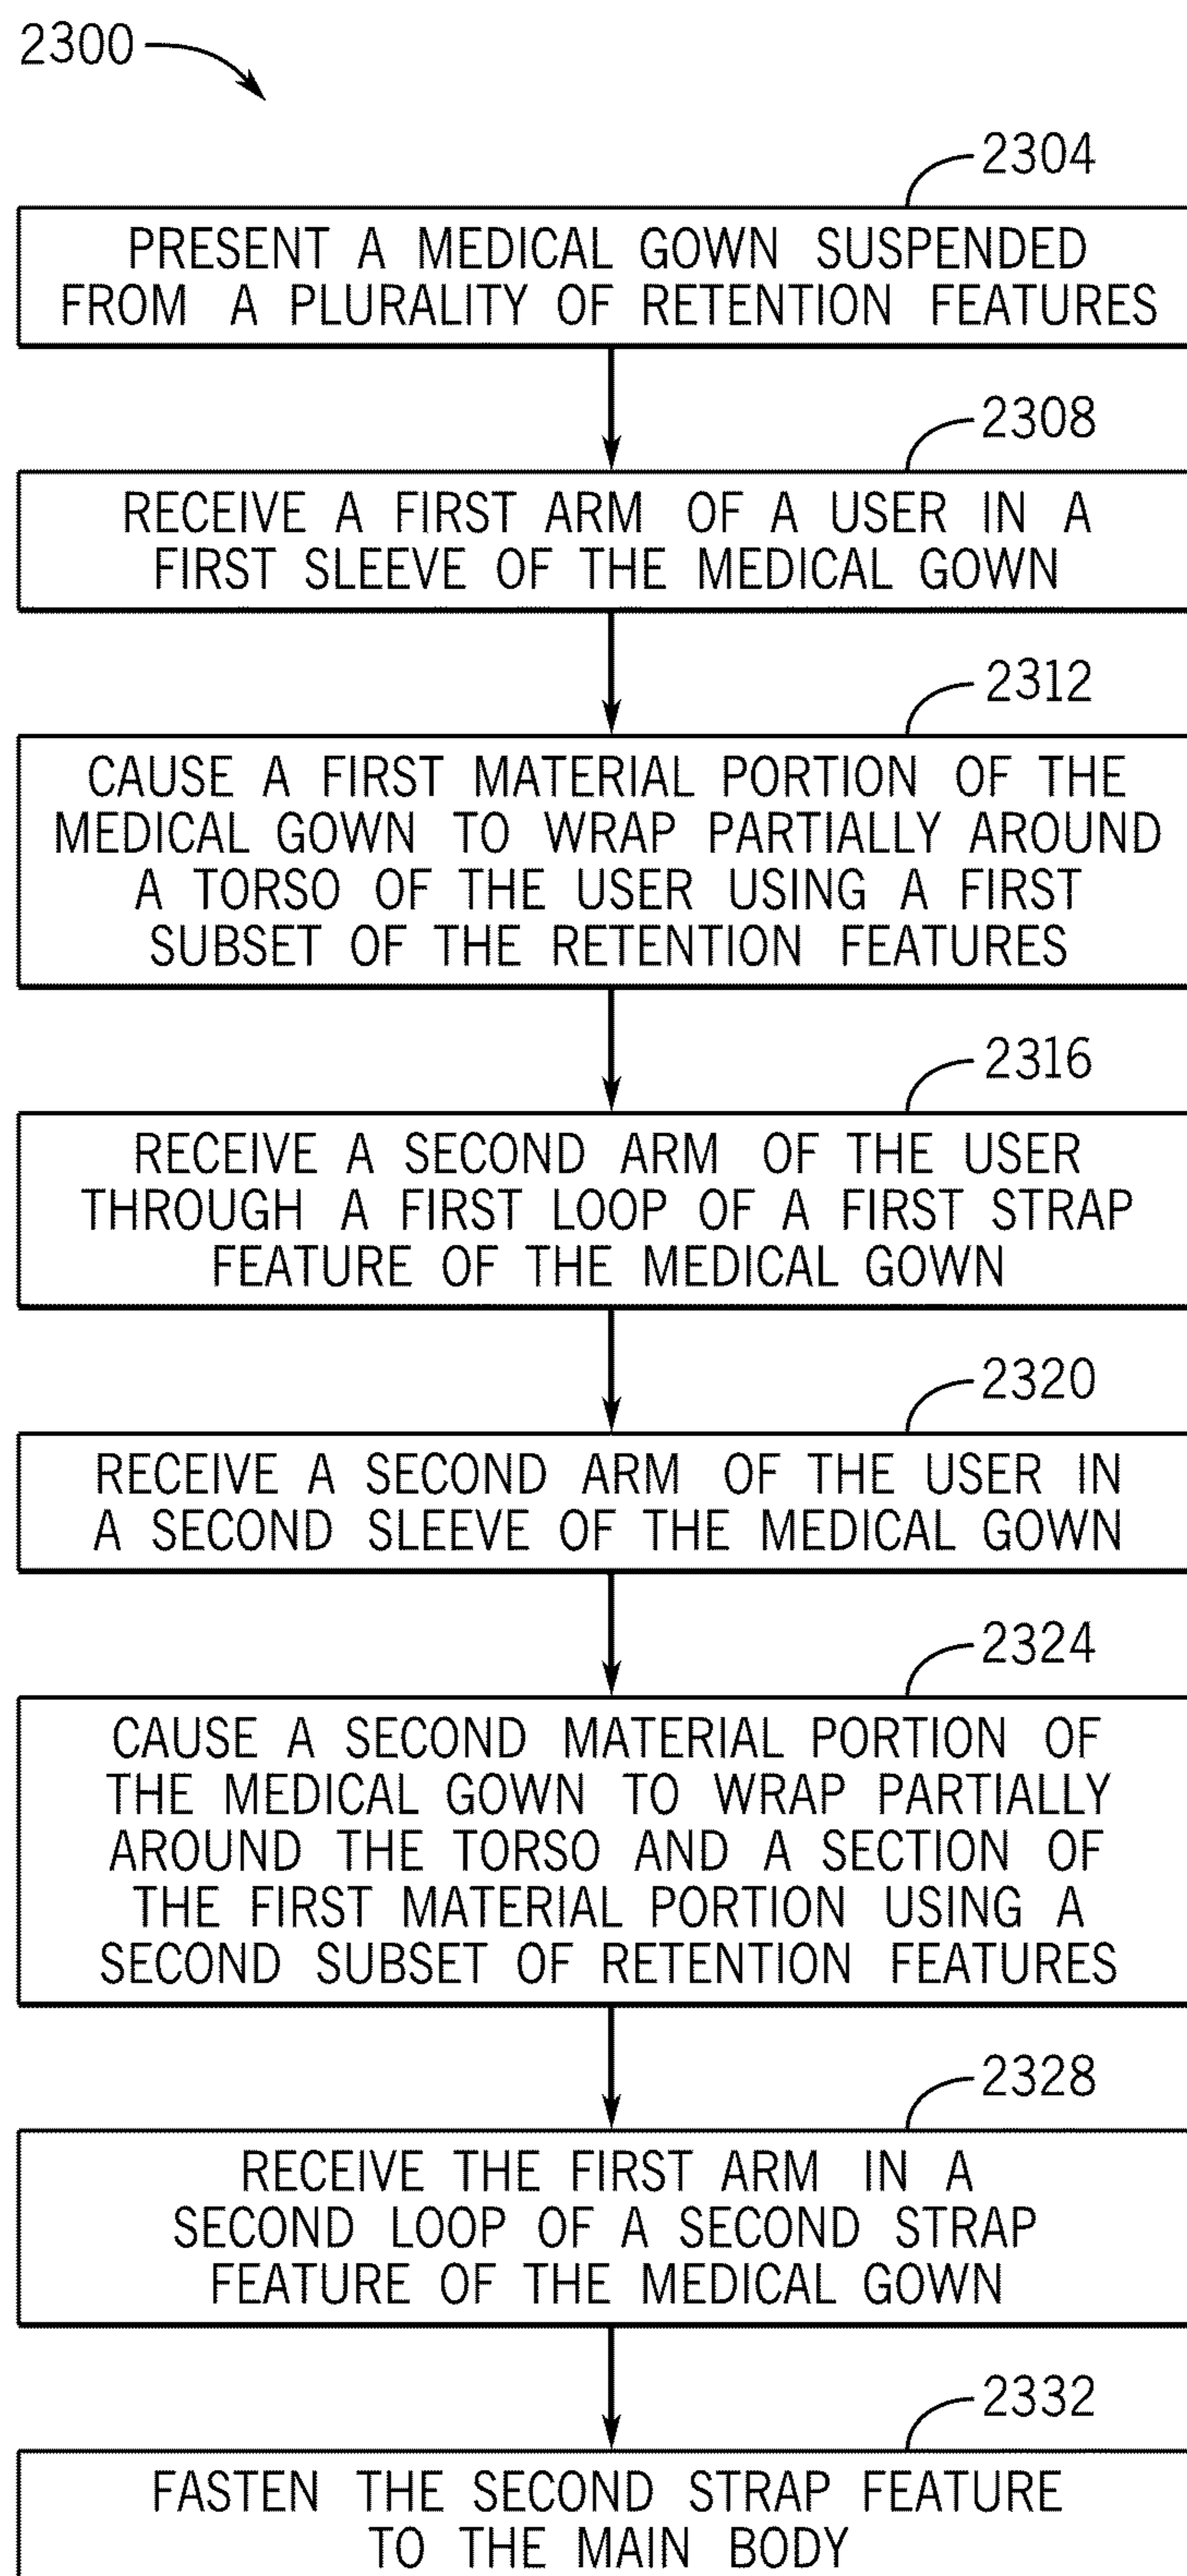 2300
2304
PRESENT A MEDICAL GOWN SUSPENDED
FROM A PLURALITY OF RETENTION FEATURES
2308
RECEIVE A FIRST ARM OF A USER IN A
FIRST SLEEVE OF THE MEDICAL GOWN
2312
CAUSE A FIRST MATERIAL PORTION OF THE
MEDICAL GOWN TO WRAP PARTIALLY AROUND
A TORSO OF THE USER USING A FIRST
SUBSET OF THE RETENTION FEATURES
2316
RECEIVE A SECOND ARM OF THE USER
THROUGH A FIRST LOOP OF A FIRST STRAP
FEATURE OF THE MEDICAL GOWN
2320
RECEIVE A SECOND ARM OF THE USER IN
A SECOND SLEEVE OF THE MEDICAL GOWN
2324
CAUSE A SECOND MATERIAL PORTION OF
THE MEDICAL GOWN TO WRAP PARTIALLY
AROUND THE TORSO AND A SECTION OF
THE FIRST MATERIAL PORTION USING A
SECOND SUBSET OF RETENTION FEATURES
2328
RECEIVE THE FIRST ARM IN A
SECOND LOOP OF A SECOND STRAP
FEATURE OF THE MEDICAL GOWN
2332
FASTEN THE SECOND STRAP FEATURE
TO THE MAIN BODY